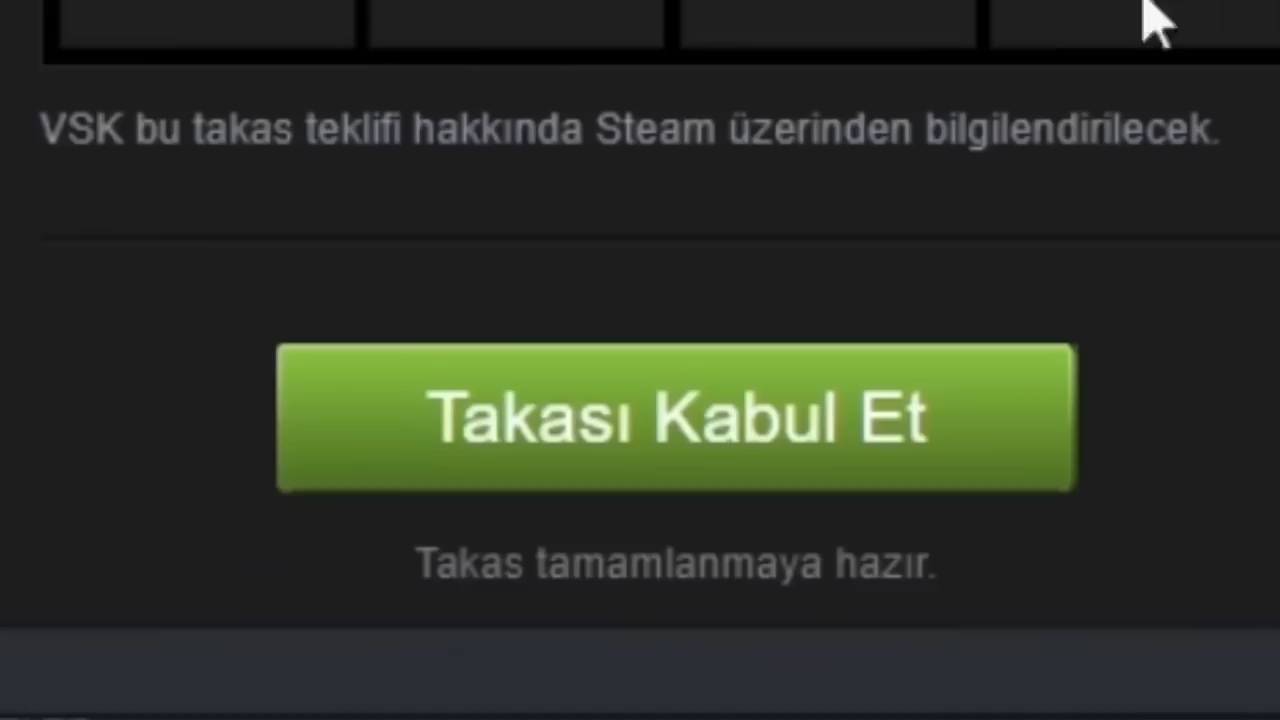 VSK bu takas teklifi hakkında Steam üzerinden bilgilendirilecek.
Takası Kabul Et
Takas tamamlanmaya hazır.